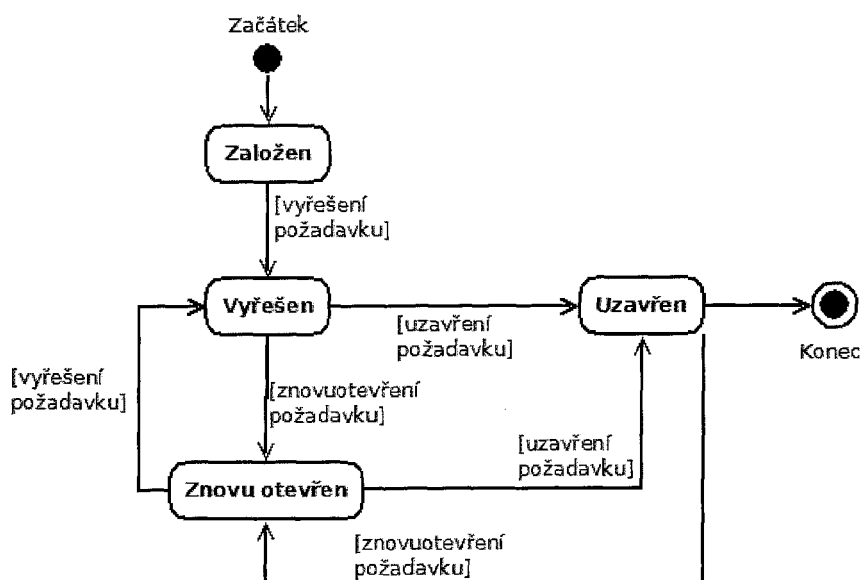 Začátek
Založen
[vyřešení
požadavku]
Vyřešen
Uzavřen
[uzavření
požadavku]
Konec
[vyřešení
požadavku]
[znovuotevření
požadavku]
[uzavření
požadavku]
Znovu otevřen
[znovuotevření
požadavku]